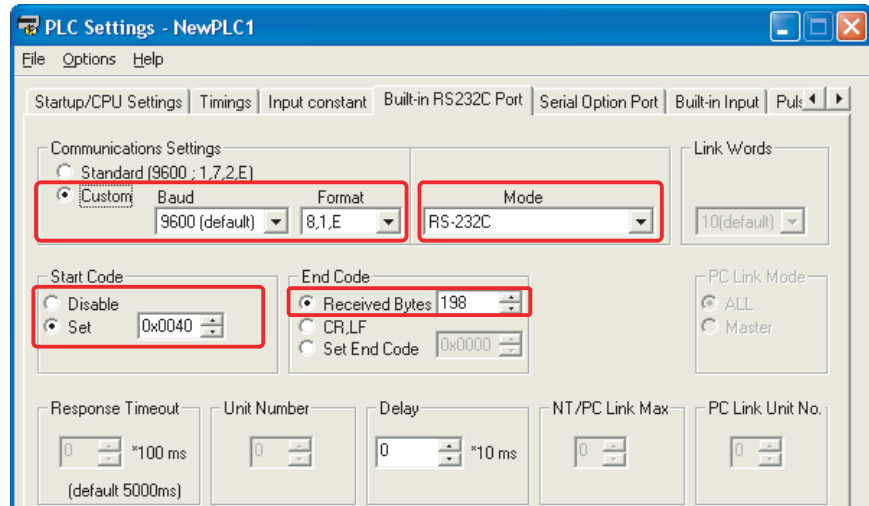 PLC Settings - NewPLC1
File Options Help
Startup/CPU Settings Timings Input constant Built-in RS232C Port Serial Option Port Built-in Input Puls
Communications Settings Link Words
Standard (9600 ; 1,7,2,E)
Custom Baud Format Mode
9600 (default) 8,1,E RS-232C 10(default)
Start Code End Code PC Link Mode
Disable Received Bytes 198 ALL
Set 0x0040 CR,LF Master
Set End Code 0x0000
Response Timeout Unit Number Delay NT/PC Link Max PC Link Unit No.
0 *100 ms 0 0 *10 ms 0 0
(default 5000ms)